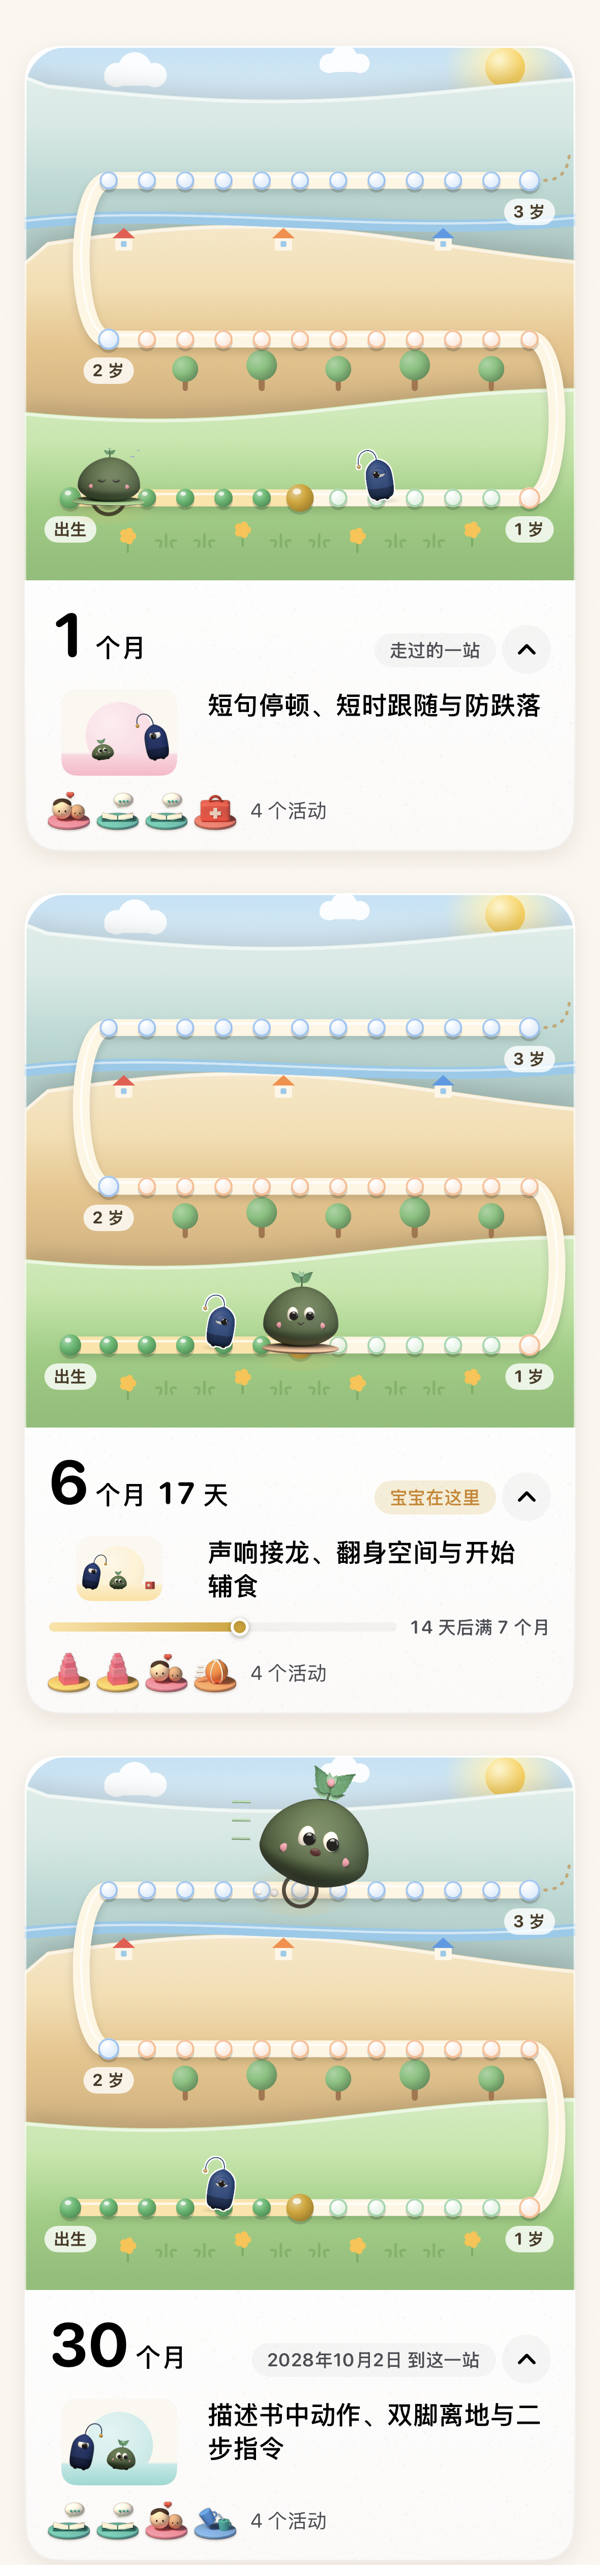 3 岁
2 岁
出生
1 岁
1 个月
走过的一站
短句停顿、短时跟随与防跌落
4 个活动
3 岁
2 岁
出生
1 岁
6 个月 17 天
宝宝在这里
声响接龙、翻身空间与开始
辅食
14 天后满 7 个月
4 个活动
3 岁
2 岁
出生
1 岁
30 个月
2028年10月2日 到这一站
描述书中动作、双脚离地与二
步指令
4 个活动